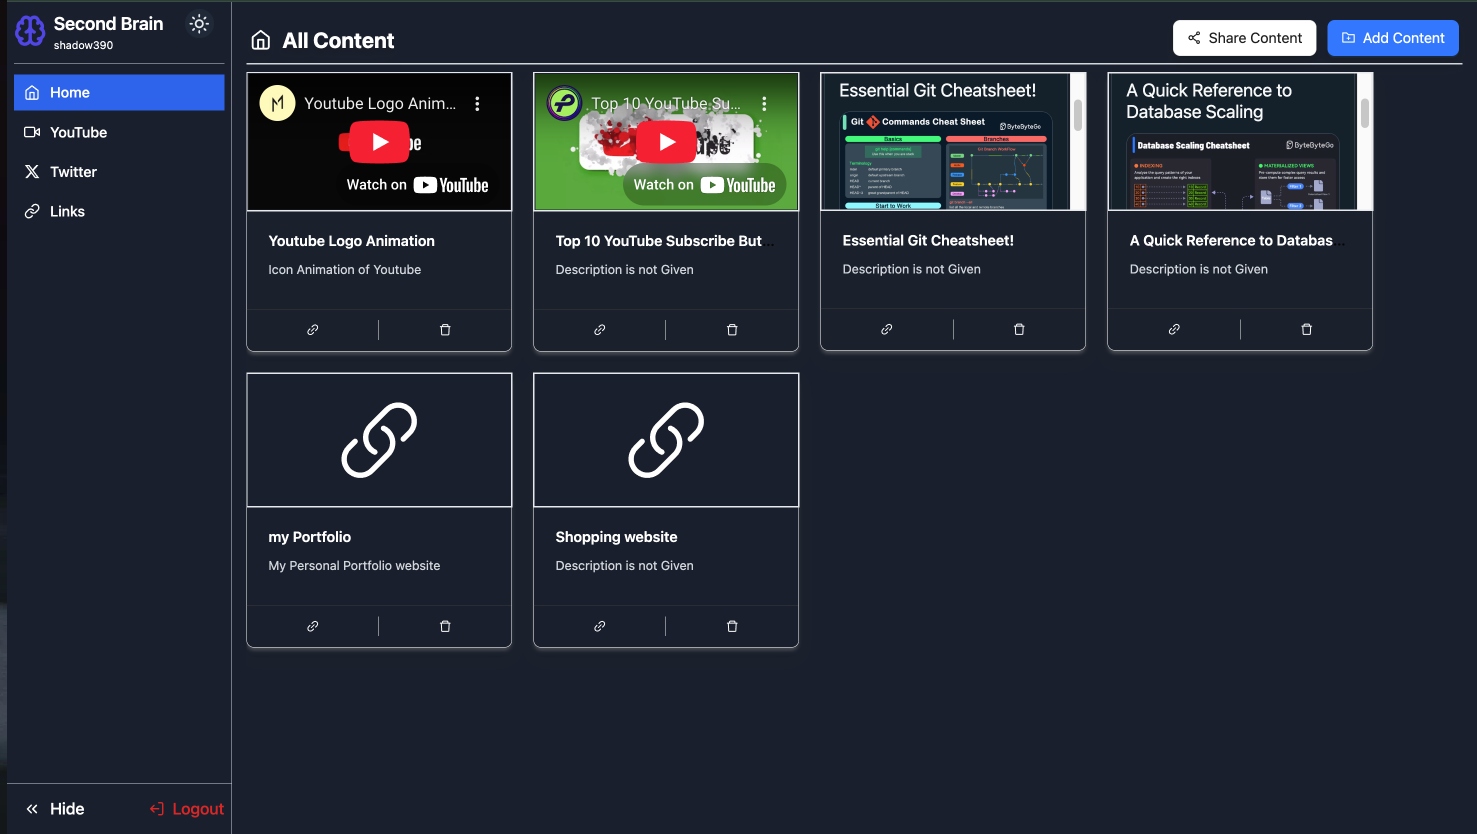 Second Brain
shadow390
Home
YouTube
Twitter
Links
Hide
Logout
All Content
Share Content
Add Content
Youtube Logo Anim...
Watch on YouTube
Youtube Logo Animation
Icon Animation of Youtube
Top 10 YouTube Su...
Watch on YouTube
Top 10 YouTube Subscribe But...
Description is not Given
Essential Git Cheatsheet!
Git Commands Cheat Sheet
ByteByteGo
Basics
Branches
Start to Work
Essential Git Cheatsheet!
Description is not Given
A Quick Reference to
Database Scaling
Database Scaling Cheatsheet
ByteByteGo
INDEXING
MATERIALIZED VIEWS
A Quick Reference to Databas...
Description is not Given
my Portfolio
My Personal Portfolio website
Shopping website
Description is not Given